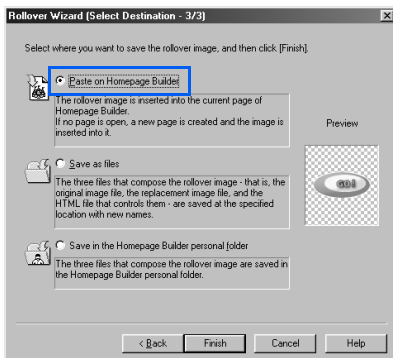 Rollover Wizard (Select Destination - 3/3)
Select where you want to save the rollover image, and then click [Finish].
Paste on Homepage Builder
The rollover image is inserted into the current page of
Homepage Builder.
If no page is open, a new page is created and the image is
inserted into it.
Preview
GO!
Save as files
The three files that compose the rollover image - that is, the
original image file, the replacement image file, and the
HTML file that controls them - are saved at the specified
location with new names.
Save in the Homepage Builder personal folder
The three files that compose the rollover image are saved in
the Homepage Builder personal folder.
< Back
Finish
Cancel
Help